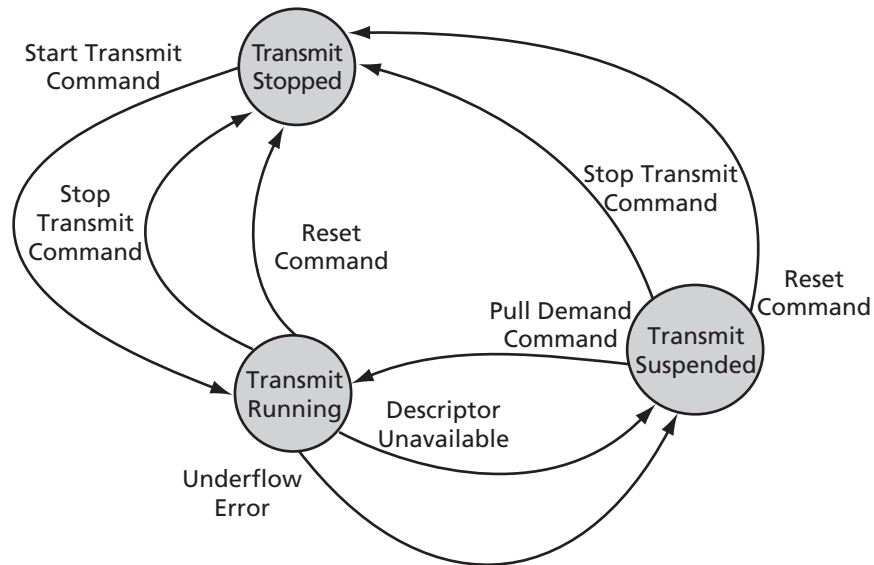 Transmit
Stopped
Start Transmit
Command
Stop
Transmit
Command
Reset
Command
Stop Transmit
Command
Reset
Command
Pull Demand
Command
Transmit
Suspended
Transmit
Running
Descriptor
Unavailable
Underflow
Error